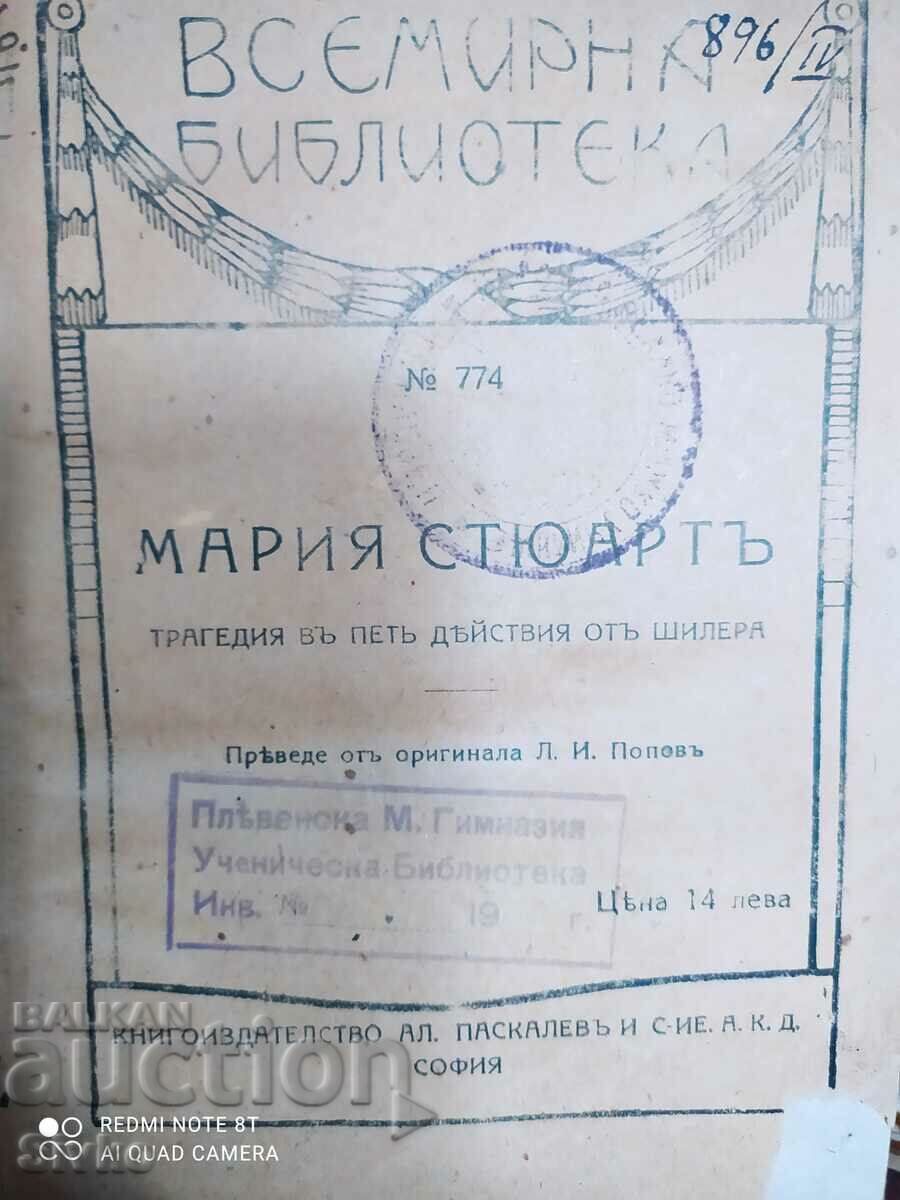 896/IV
ВСЕМИРНА
БИБЛИОТЕКА
№ 774
МАРИЯ СТЮАРТЪ
ТРАГЕДИЯ ВЪ ПЕТЬ ДѢЙСТВИЯ ОТЪ ШИЛЕРА
Прѣведе отъ оригинала Л. И. Поповъ
Плѣвенска М. Гимназия
Ученическа Библиотека
Инв. № 19 г.
Цѣна 14 лева
КНИГОИЗДАТЕЛСТВО АЛ. ПАСКАЛЕВЪ И С-ИЕ. А. К. Д.
СОФИЯ
BALKAN
auction
REDMI NOTE 8T
AI QUAD CAMERA